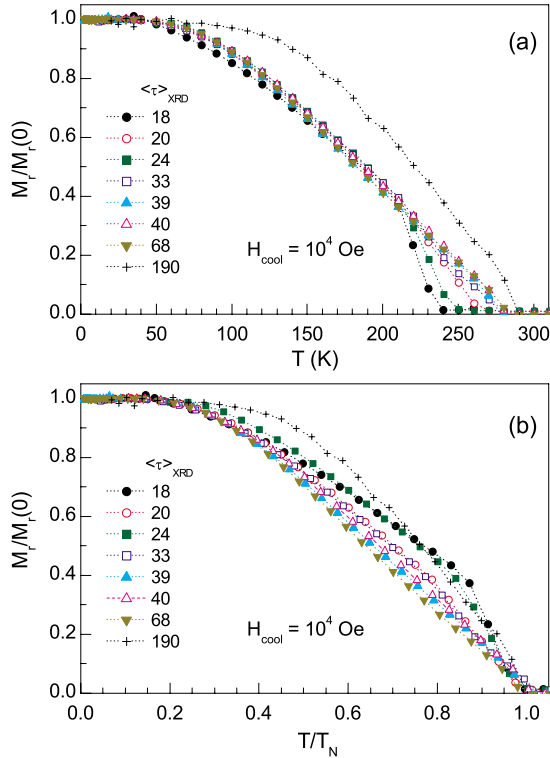 (a)
1.0
0.8
0.6
0.4
0.2
0.0
M_r/M_r(0)
<τ>_XRD
18
20
24
33
39
40
68
190
H_cool = 10^4 Oe
0 50 100 150 200 250 300
T (K)
(b)
1.0
0.8
0.6
0.4
0.2
0.0
M_r/M_r(0)
<τ>_XRD
18
20
24
33
39
40
68
190
H_cool = 10^4 Oe
0.0 0.2 0.4 0.6 0.8 1.0
T/T_N